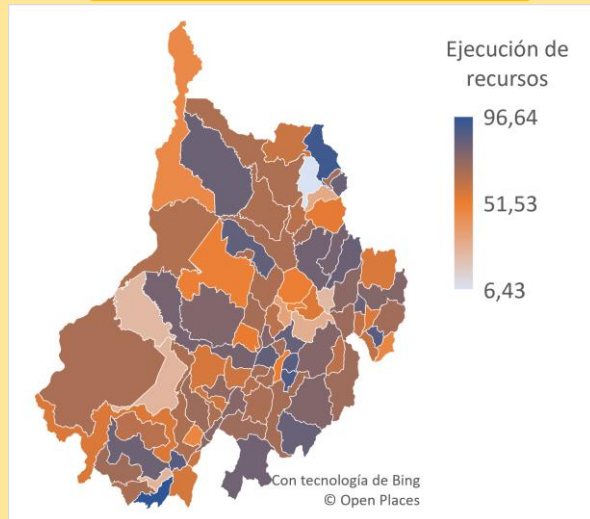 Ejecución de
recursos
96,64
51,53
6,43
Con tecnología de Bing
© Open Places